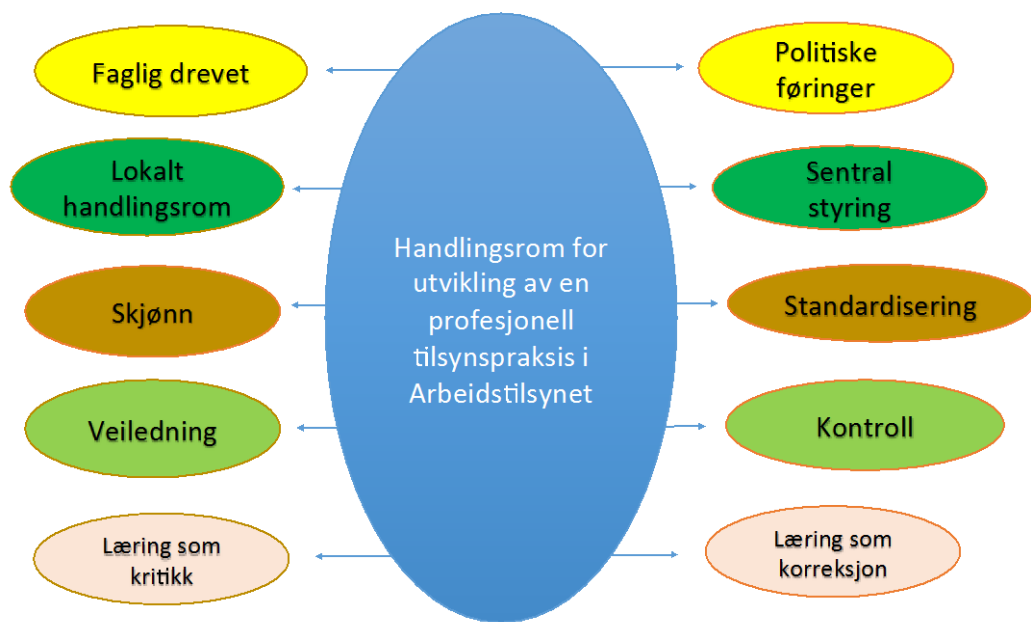 Faglig drevet
Politiske
føringer
Lokalt
handlingsrom
Sentral
styring
Handlingsrom for
utvikling av en
profesjonell
tilsynspraksis i
Arbeidstilsynet
Skjønn
Standardisering
Veiledning
Kontroll
Læring som
kritikk
Læring som
korreksjon